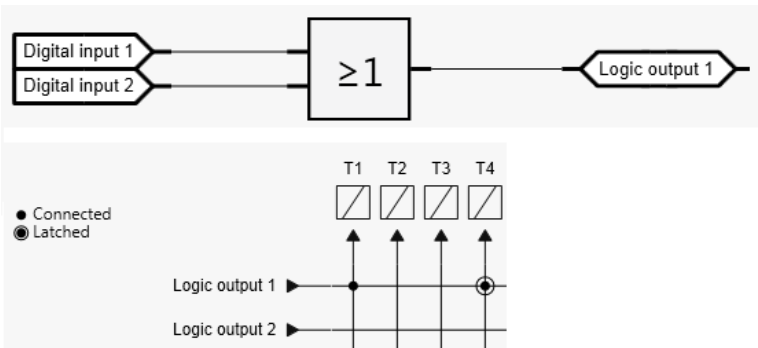 Digital input 1
Digital input 2
≥1
Logic output 1
T1 T2 T3 T4
Connected
Latched
Logic output 1
Logic output 2